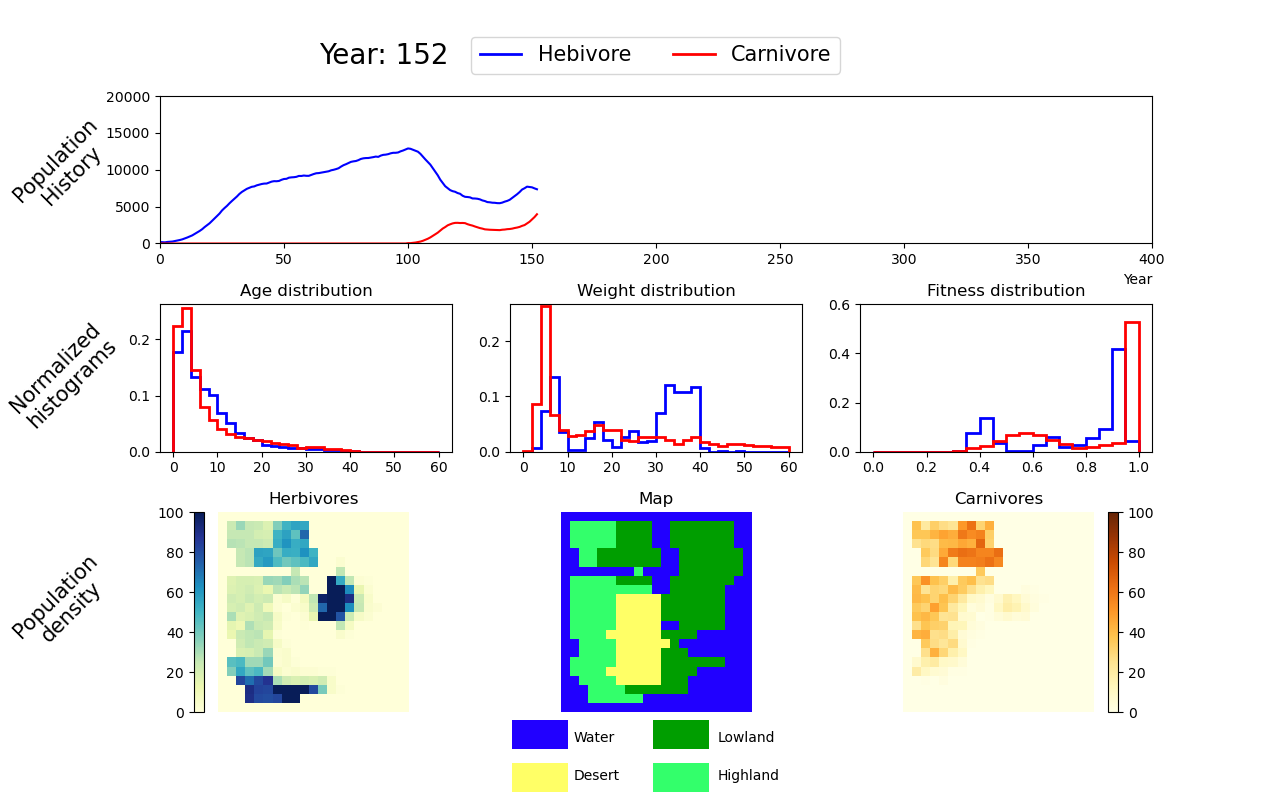 Year: 152
Hebivore
Carnivore
Population
History
20000
15000
10000
5000
0
0 50 100 150 200 250 300 350 400
Year
Normalized
histograms
Age distribution
0.2
0.1
0.0
0 10 20 30 40 50 60
Weight distribution
0.2
0.1
0.0
0 10 20 30 40 50 60
Fitness distribution
0.6
0.4
0.2
0.0
0.0 0.2 0.4 0.6 0.8 1.0
Population
density
Herbivores
100
80
60
40
20
0
Map
Carnivores
100
80
60
40
20
0
Water
Lowland
Desert
Highland